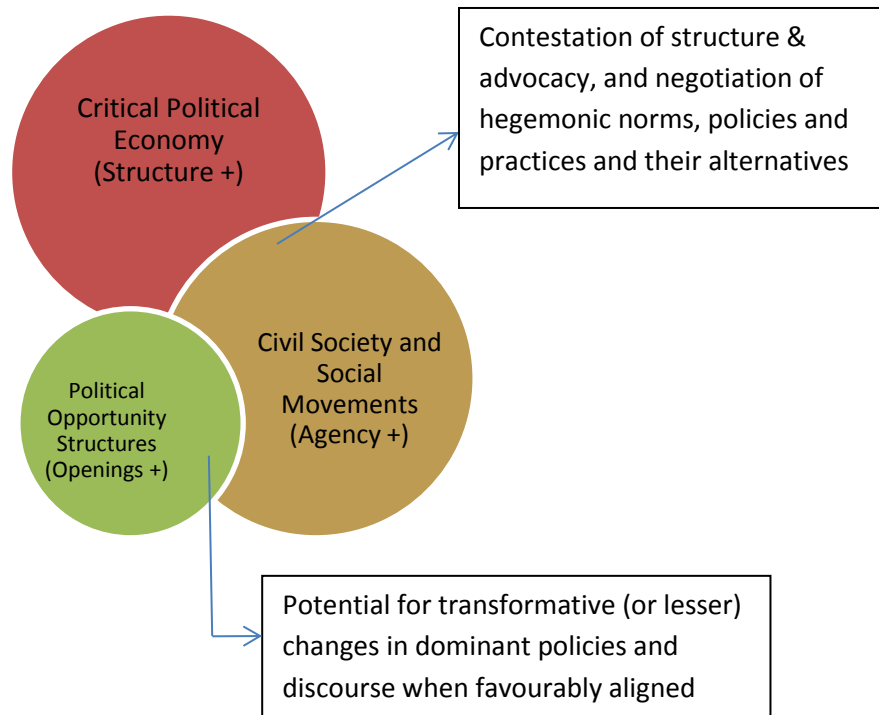 Critical Political
Economy
(Structure +)
Contestation of structure &
advocacy, and negotiation of
hegemonic norms, policies and
practices and their alternatives
Civil Society and
Social
Movements
(Agency +)
Political
Opportunity
Structures
(Openings +)
Potential for transformative (or lesser)
changes in dominant policies and
discourse when favourably aligned